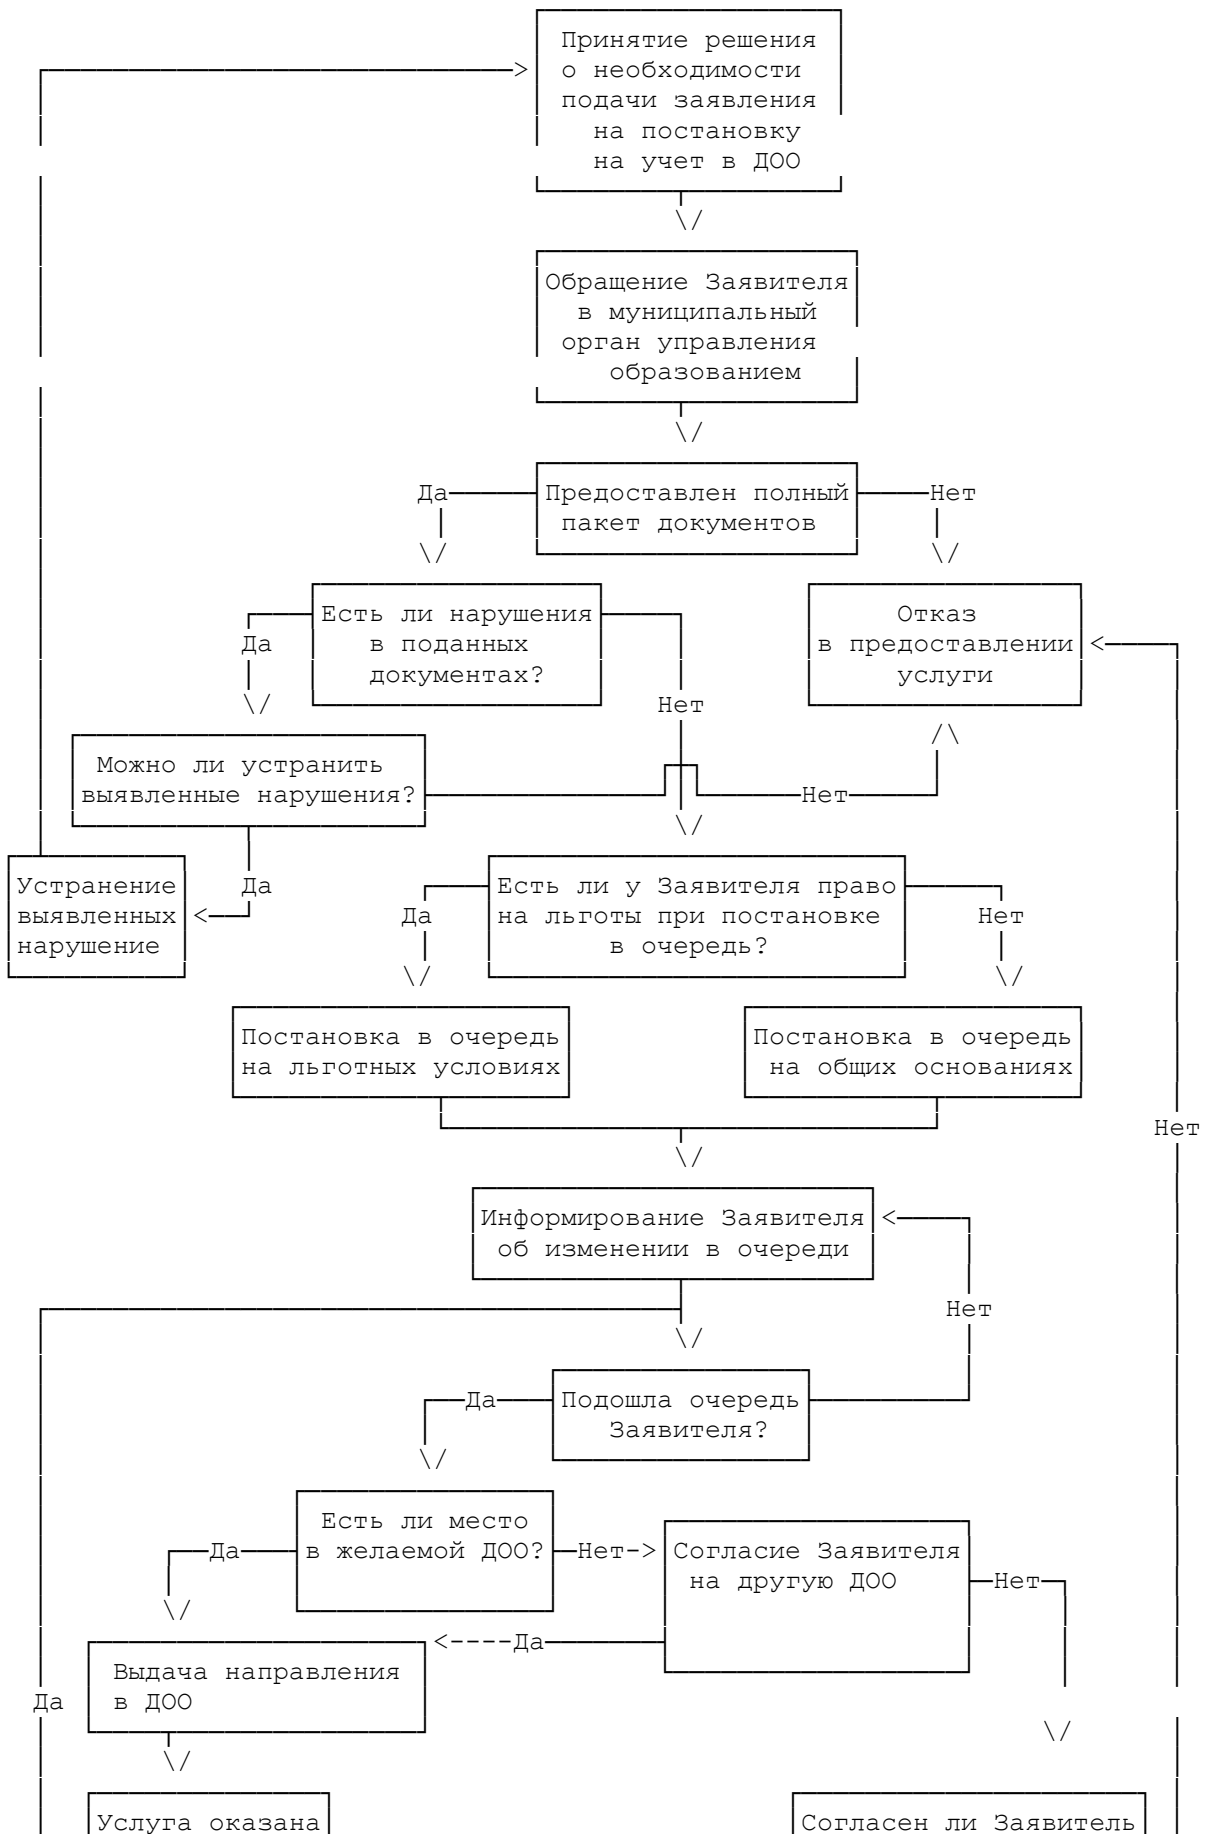 Принятие решения
о необходимости
подачи заявления
на постановку
на учет в ДОО
Обращение Заявителя
в муниципальный
орган управления
образованием
Да
Предоставлен полный
пакет документов
Нет
Есть ли нарушения
в поданных
документах?
Отказ
в предоставлении
услуги
Да
Нет
Можно ли устранить
выявленные нарушения?
Нет
Устранение
выявленных
нарушение
Да
Есть ли у Заявителя право
на льготы при постановке
в очередь?
Да
Нет
Постановка в очередь
на льготных условиях
Постановка в очередь
на общих основаниях
Нет
Информирование Заявителя
об изменении в очереди
Нет
Да
Подошла очередь
Заявителя?
Есть ли место
в желаемой ДОО?
Да
Нет
Согласие Заявителя
на другую ДОО
Нет
Да
Выдача направления
в ДОО
Да
Услуга оказана
Согласен ли Заявитель